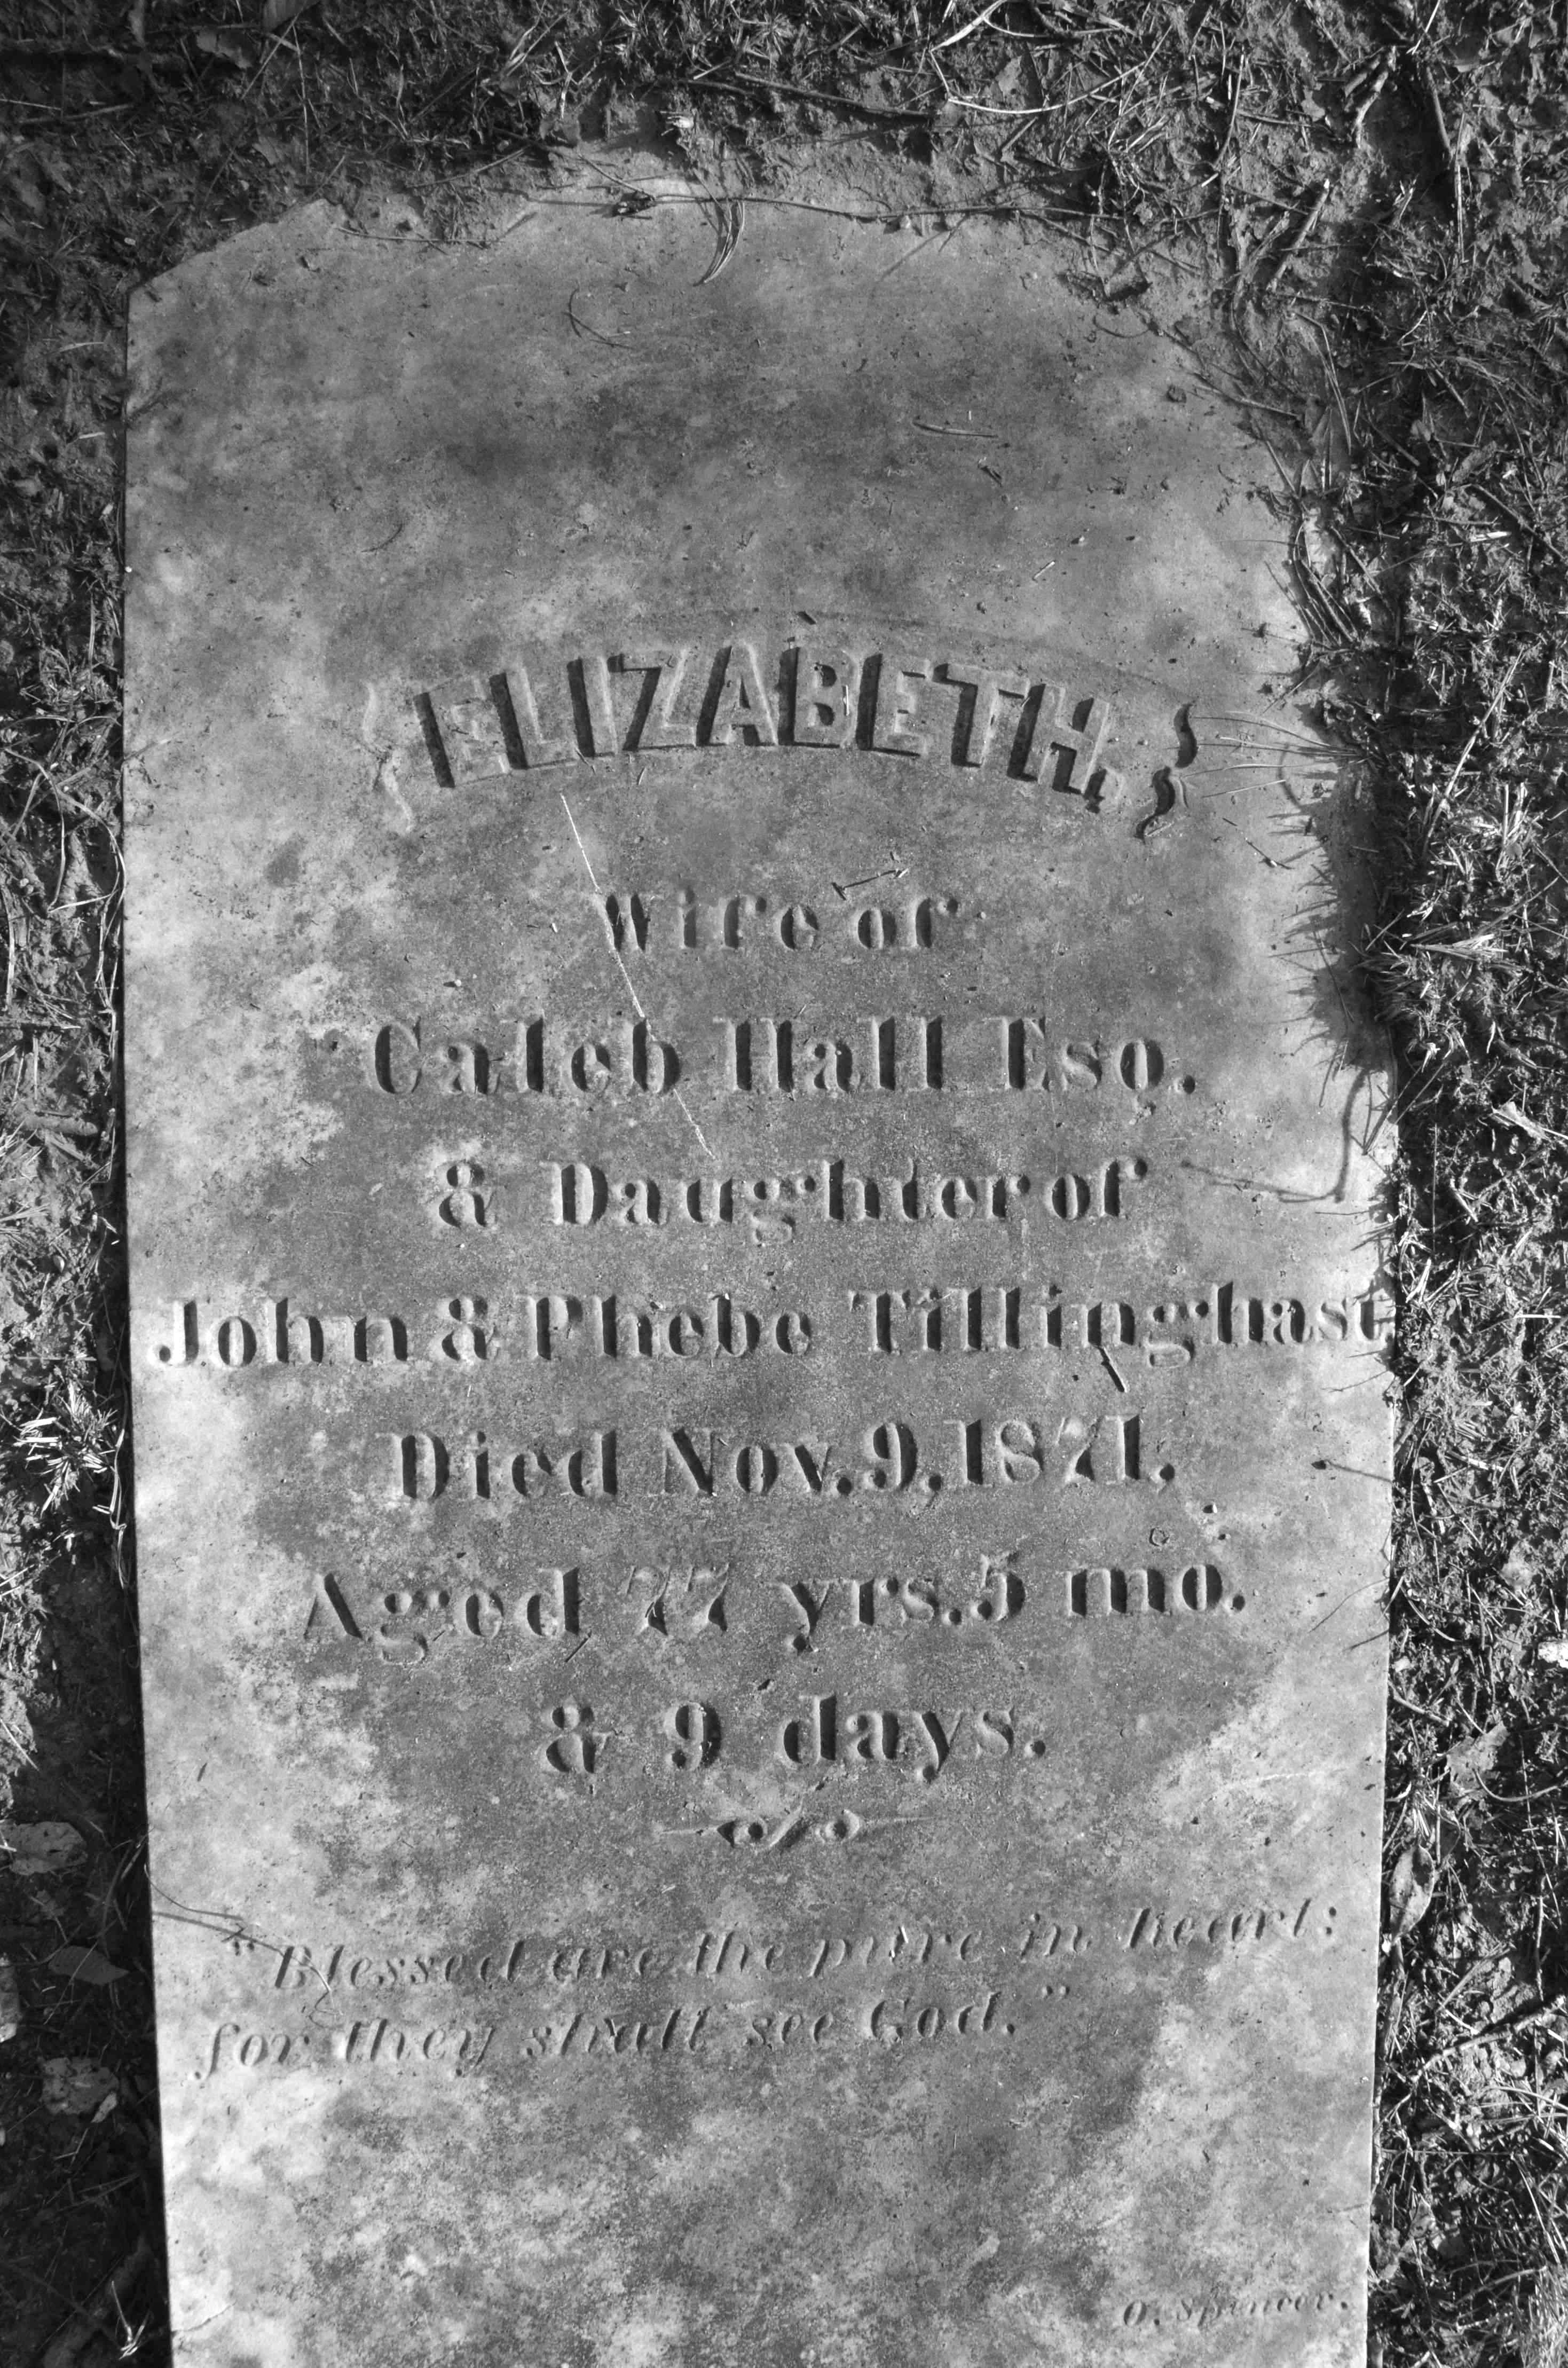 ELIZABETH,
Wife of
Caleb Hall Esq.
& Daughter of
John & Phebe Tillinghast
Died Nov. 9, 1871,
Aged 77 yrs. 5 mo.
& 9 days.
"Blessed are the pure in heart:
for they shall see God."
O. Spencer.